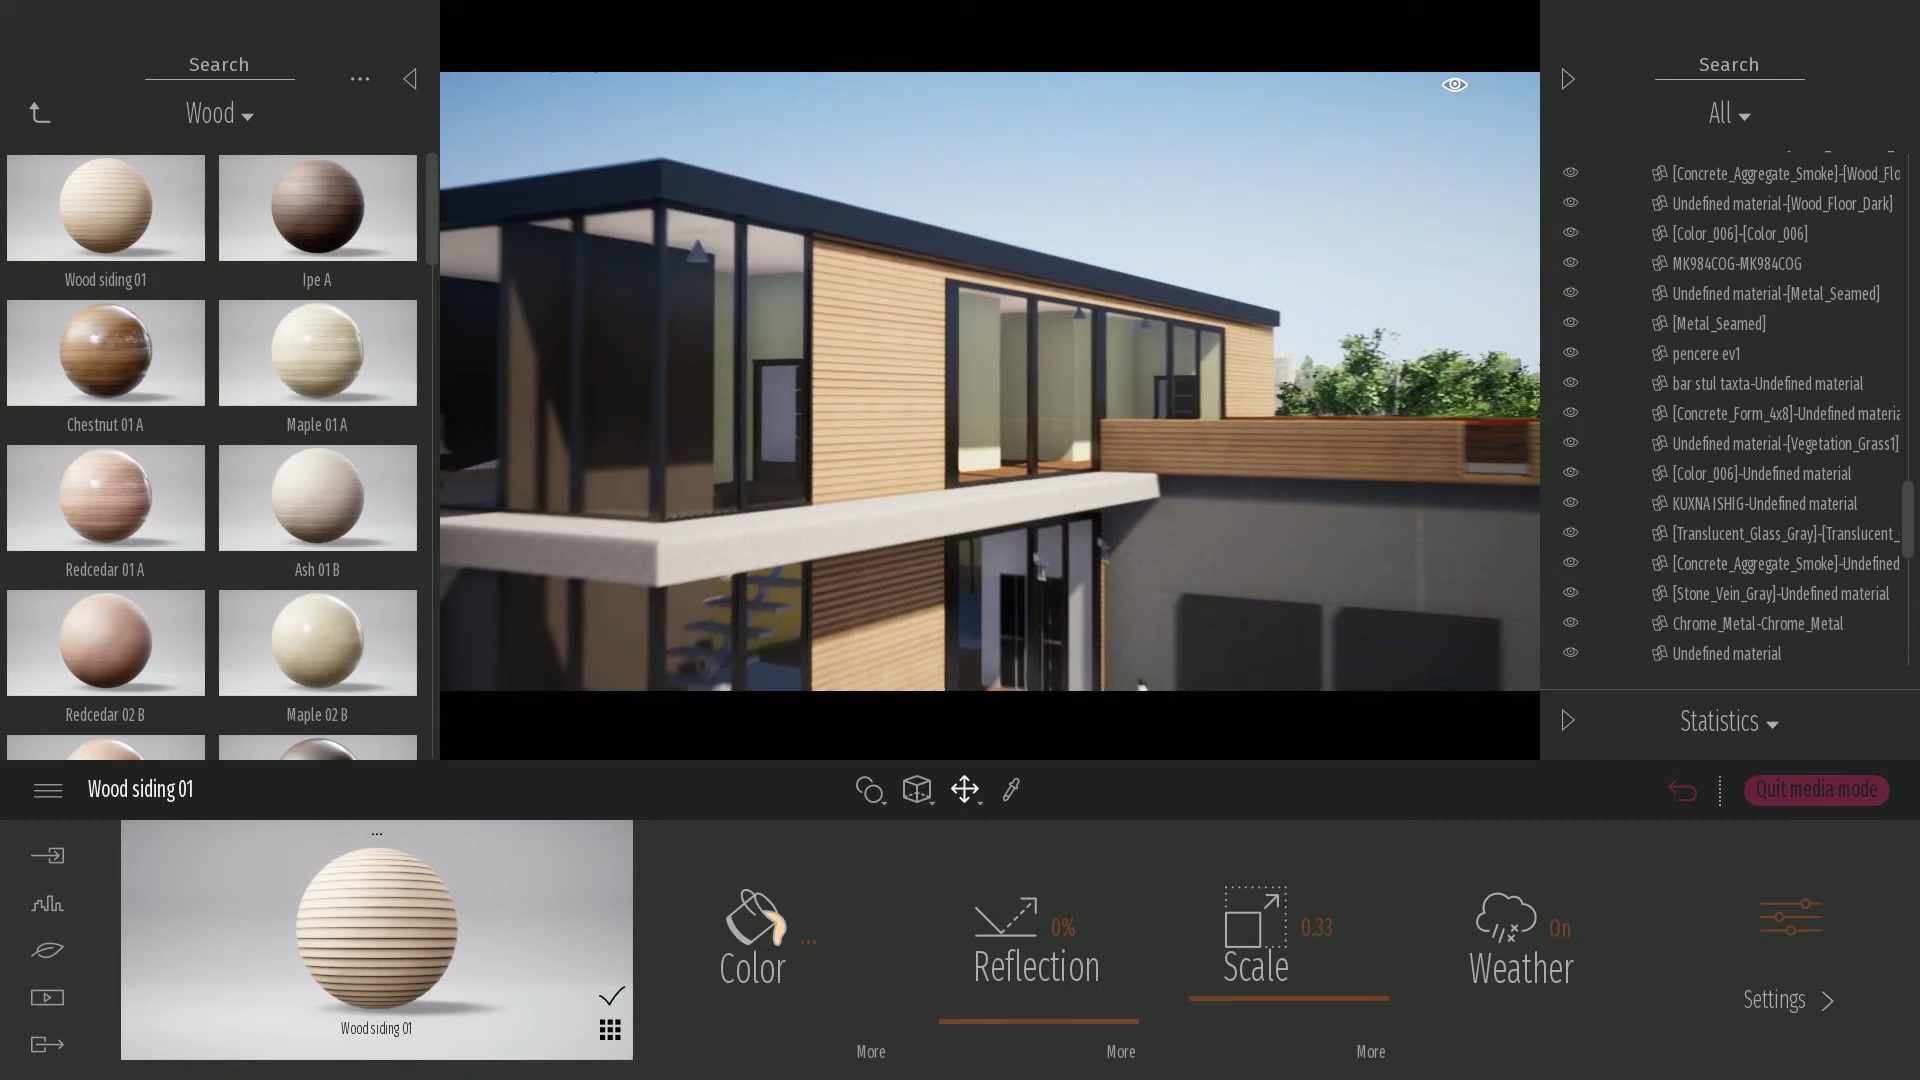 Search
...
Wood
Wood siding 01
Ipe A
Chestnut 01 A
Maple 01 A
Redcedar 01 A
Ash 01 B
Redcedar 02 B
Maple 02 B
Search
All
[Concrete_Aggregate_Smoke]-[Wood_Flo
Undefined material-[Wood_Floor_Dark]
[Color_006]-[Color_006]
MK984COG-MK984COG
Undefined material-[Metal_Seamed]
[Metal_Seamed]
pencere ev1
bar stul taxta-Undefined material
[Concrete_Form_4x8]-Undefined materia
Undefined material-[Vegetation_Grass1]
[Color_006]-Undefined material
KUXNA ISHIG-Undefined material
[Translucent_Glass_Gray]-[Translucent_
[Concrete_Aggregate_Smoke]-Undefined
[Stone_Vein_Gray]-Undefined material
Chrome_Metal-Chrome_Metal
Undefined material
Statistics
Wood siding 01
Quit media mode
...
Wood siding 01
...
Color
More
0%
Reflection
More
0.33
Scale
More
On
Weather
Settings